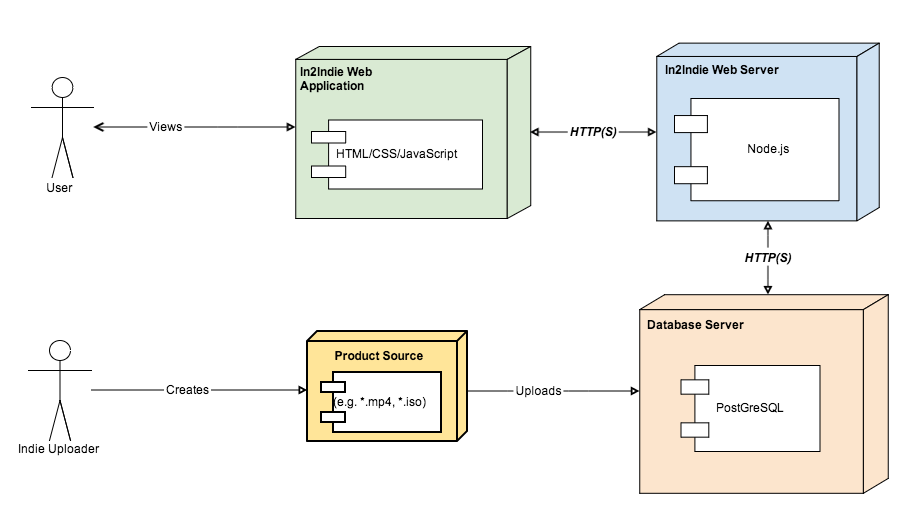 In2Indie Web
Application
In2Indie Web Server
Views
HTTP(S)
HTML/CSS/JavaScript
Node.js
User
HTTP(S)
Database Server
Product Source
Creates
(e.g. *.mp4, *.iso)
Uploads
PostGreSQL
Indie Uploader